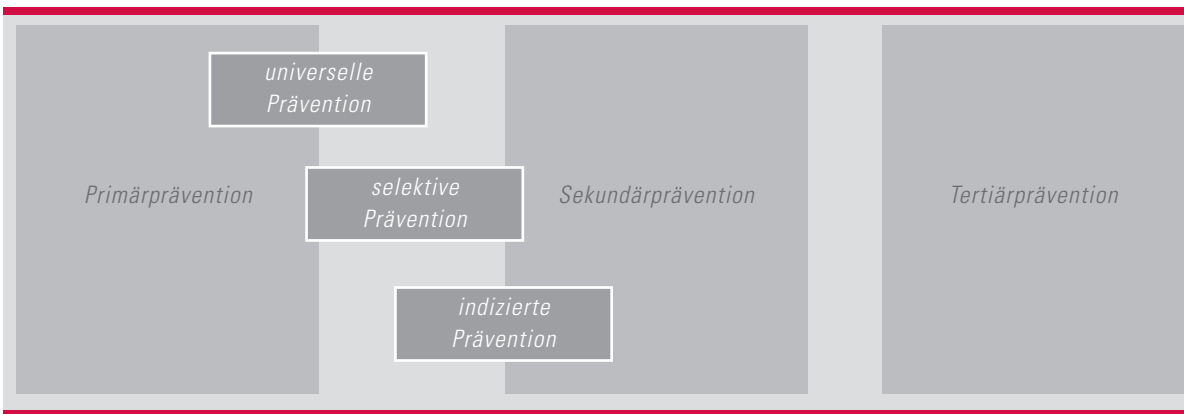 universelle
Prävention
Primärprävention
selektive
Prävention
Sekundärprävention
Tertiärprävention
indizierte
Prävention